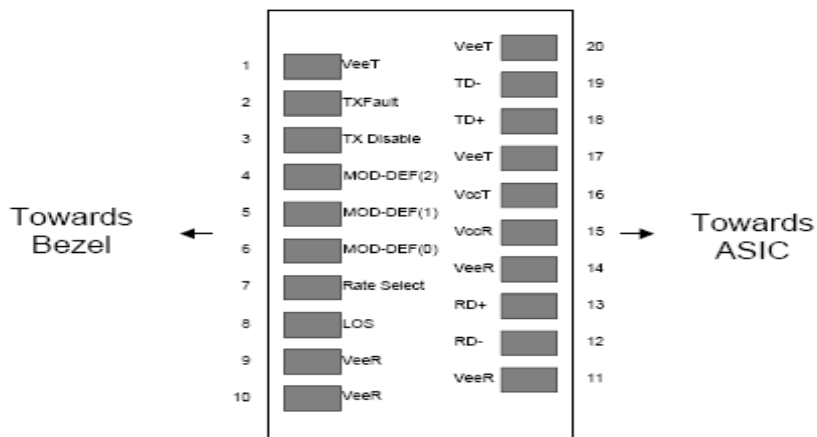 1 VeeT
2 TXFault
3 TX Disable
4 MOD-DEF(2)
5 MOD-DEF(1)
6 MOD-DEF(0)
7 Rate Select
8 LOS
9 VeeR
10 VeeR
VeeT 20
TD- 19
TD+ 18
VeeT 17
VccT 16
VccR 15
VeeR 14
RD+ 13
RD- 12
VeeR 11
Towards
Bezel
Towards
ASIC